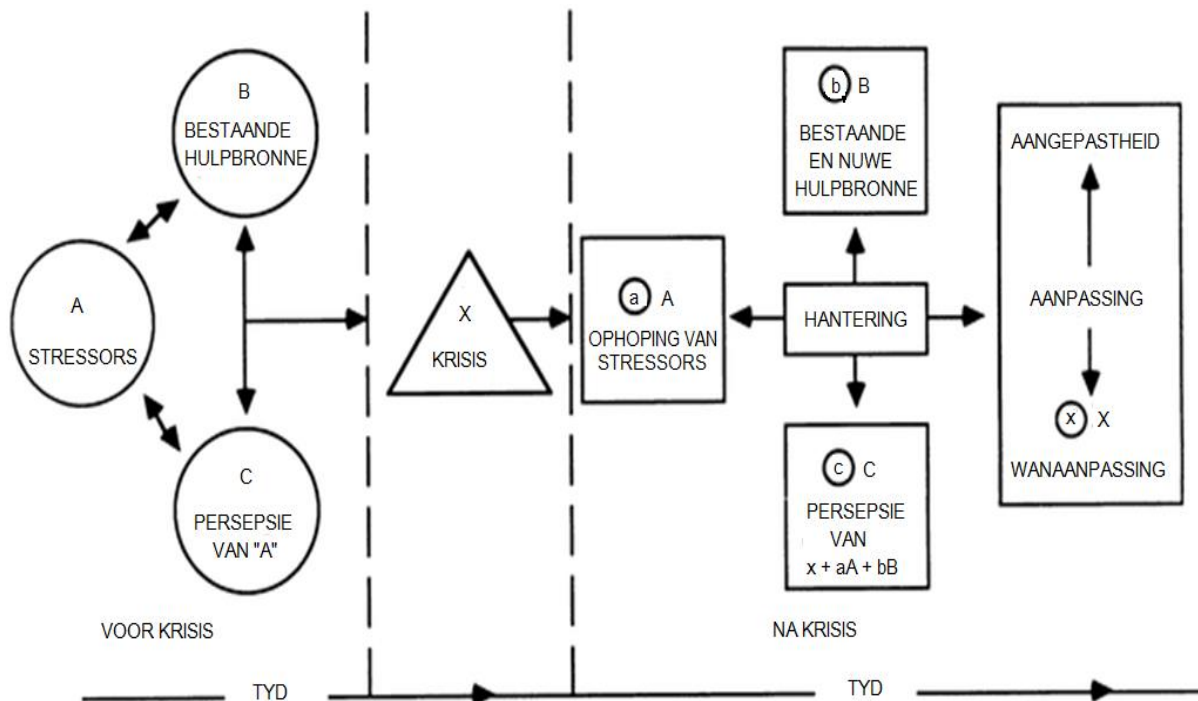 B
BESTAANDE
HULPBRONNE
A
STRESSORS
C
PERSEPSIE
VAN "A"
VOOR KRISIS
X
KRISIS
a A
OPHOPING VAN
STRESSORS
b B
BESTAANDE
EN NUWE
HULPBRONNE
HANTERING
c C
PERSEPSIE
VAN
x + aA + bB
NA KRISIS
AANGEPASTHEID
AANPASSING
x X
WANAANPASSING
TYD
TYD